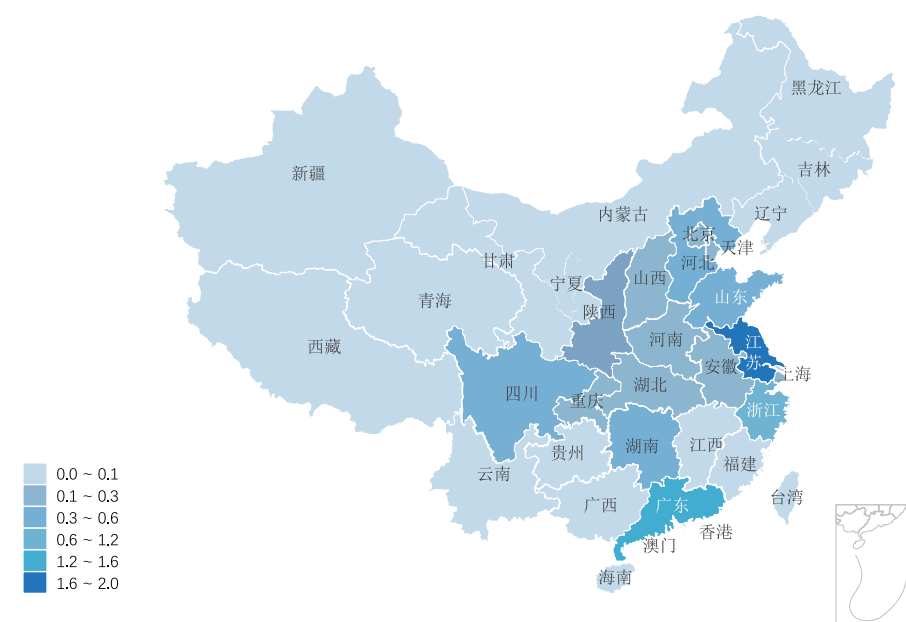 黑龙江
吉林
新疆
辽宁
内蒙古
北京
天津
甘肃
河北
山西
宁夏
山东
青海
陕西
河南
江
苏
西藏
安徽
上海
湖北
四川
重庆
浙江
湖南
江西
贵州
福建
云南
台湾
广西
广东
香港
澳门
海南
0.0 ~ 0.1
0.1 ~ 0.3
0.3 ~ 0.6
0.6 ~ 1.2
1.2 ~ 1.6
1.6 ~ 2.0